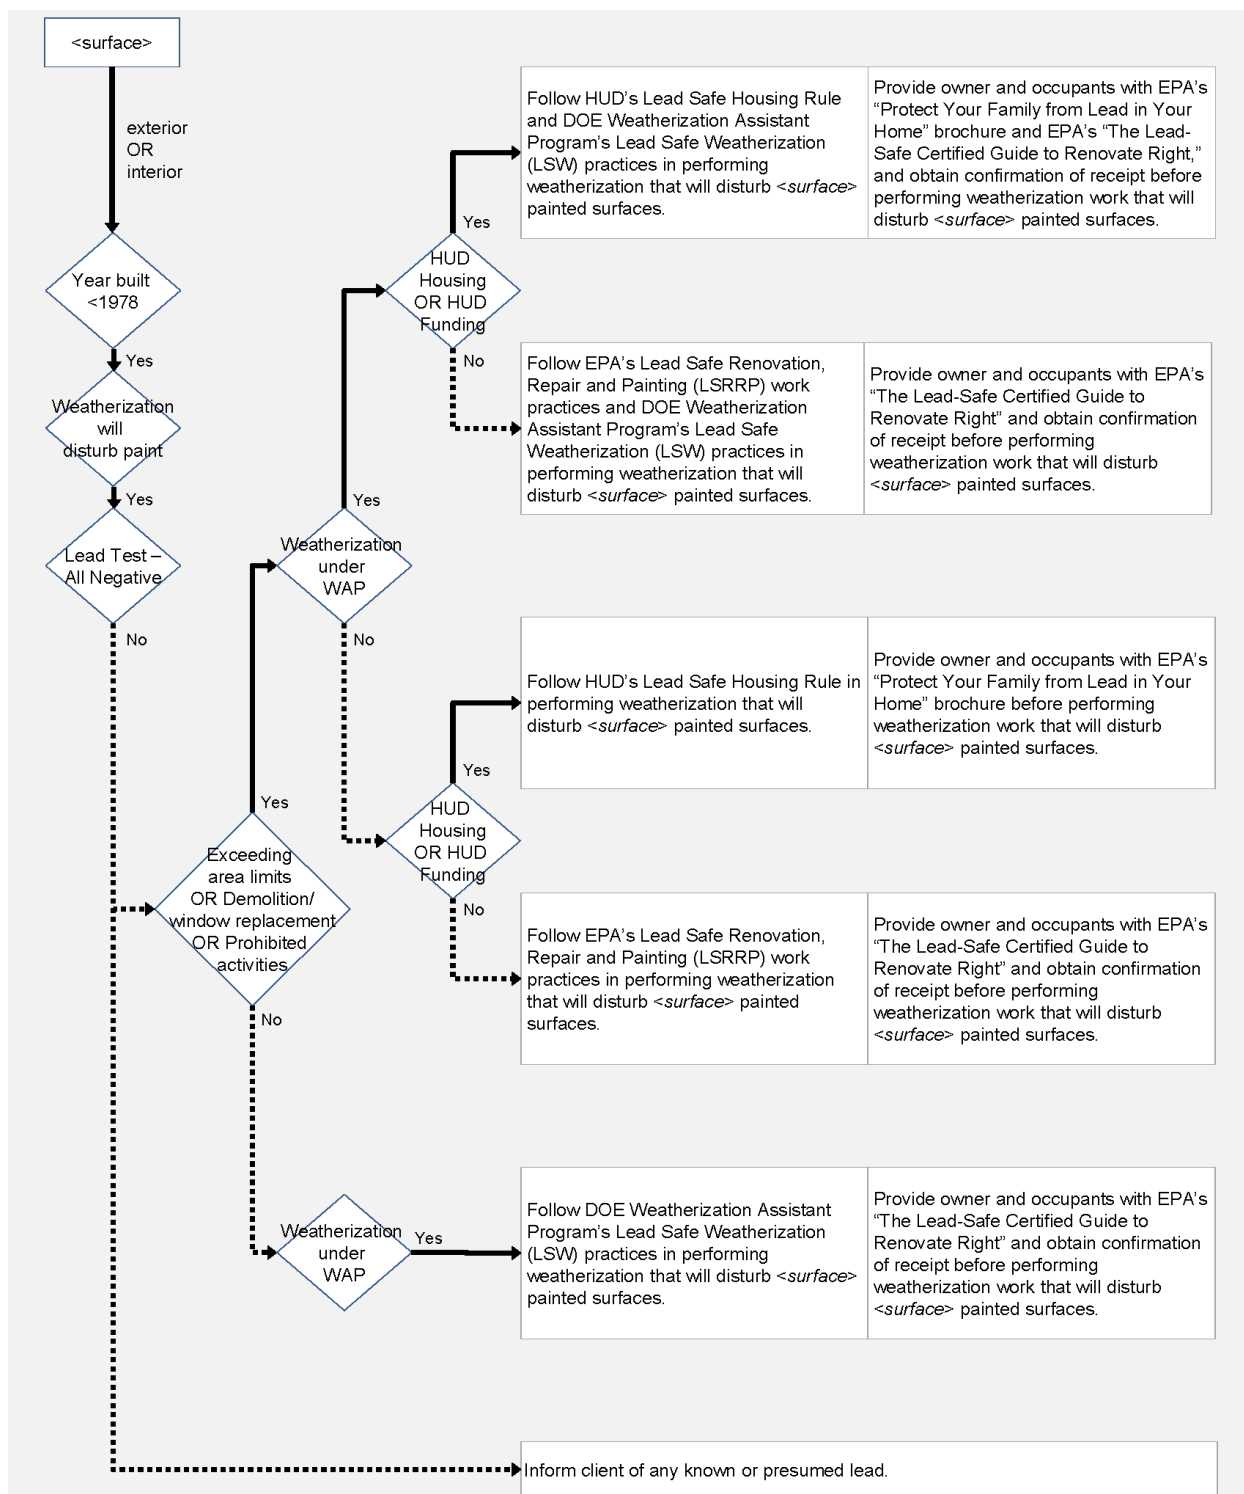 <surface>
exterior
OR
interior
Year built
<1978
Yes
Weatherization
will
disturb paint
Yes
Lead Test –
All Negative
No
Exceeding
area limits
OR Demolition/
window replacement
OR Prohibited
activities
Yes
No
Weatherization
under
WAP
Yes
No
HUD
Housing
OR HUD
Funding
Yes
No
Follow HUD’s Lead Safe Housing Rule
and DOE Weatherization Assistant
Program’s Lead Safe Weatherization
(LSW) practices in performing
weatherization that will disturb <surface>
painted surfaces.
Provide owner and occupants with EPA’s
“Protect Your Family from Lead in Your
Home” brochure and EPA’s “The Lead-
Safe Certified Guide to Renovate Right,”
and obtain confirmation of receipt before
performing weatherization work that will
disturb <surface> painted surfaces.
Follow EPA’s Lead Safe Renovation,
Repair and Painting (LSRRP) work
practices and DOE Weatherization
Assistant Program’s Lead Safe
Weatherization (LSW) practices in
performing weatherization that will
disturb <surface> painted surfaces.
Provide owner and occupants with EPA’s
“The Lead-Safe Certified Guide to
Renovate Right” and obtain confirmation
of receipt before performing
weatherization work that will disturb
<surface> painted surfaces.
HUD
Housing
OR HUD
Funding
Yes
No
Follow HUD’s Lead Safe Housing Rule in
performing weatherization that will
disturb <surface> painted surfaces.
Provide owner and occupants with EPA’s
“Protect Your Family from Lead in Your
Home” brochure before performing
weatherization work that will disturb
<surface> painted surfaces.
Follow EPA’s Lead Safe Renovation,
Repair and Painting (LSRRP) work
practices in performing weatherization
that will disturb <surface> painted
surfaces.
Provide owner and occupants with EPA’s
“The Lead-Safe Certified Guide to
Renovate Right” and obtain confirmation
of receipt before performing
weatherization work that will disturb
<surface> painted surfaces.
Weatherization
under
WAP
Yes
Follow DOE Weatherization Assistant
Program’s Lead Safe Weatherization
(LSW) practices in performing
weatherization that will disturb <surface>
painted surfaces.
Provide owner and occupants with EPA’s
“The Lead-Safe Certified Guide to
Renovate Right” and obtain confirmation
of receipt before performing
weatherization work that will disturb
<surface> painted surfaces.
Inform client of any known or presumed lead.